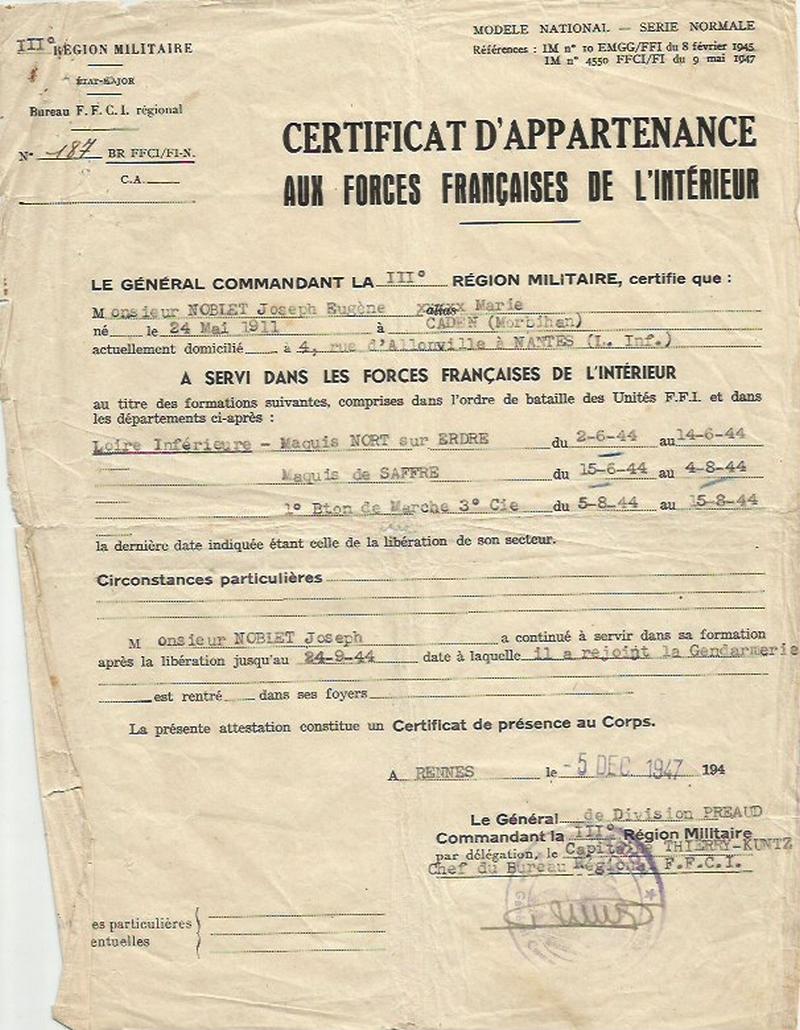 III° RÉGION MILITAIRE
ÉTAT-MAJOR
Bureau F. F. C. I. régional
N° 187 BR FFCI/FI-N.
C.A.
MODELE NATIONAL — SERIE NORMALE
Références : IM n° 10 EMGG/FFI du 8 février 1945
IM n° 4550 FFCI/FI du 9 mai 1947
CERTIFICAT D'APPARTENANCE
AUX FORCES FRANÇAISES DE L'INTÉRIEUR
LE GÉNÉRAL COMMANDANT LA III° RÉGION MILITAIRE, certifie que :
Monsieur NOBLET Joseph Eugène alias Marie
né le 24 Mai 1911 à CADEN (Morbihan)
actuellement domicilié à 4, rue d'Allonville à NANTES (L. Inf.)
A SERVI DANS LES FORCES FRANÇAISES DE L'INTÉRIEUR
au titre des formations suivantes, comprises dans l'ordre de bataille des Unités F.F.I. et dans
les départements ci-après :
Loire Inférieure - Maquis NORT sur ERDRE du 2-6-44 au 14-6-44
Maquis de SAFFRE du 15-6-44 au 4-8-44
1° Bton de Marche 3° Cie du 5-8-44 au 15-8-44
la dernière date indiquée étant celle de la libération de son secteur.
Circonstances particulières
Monsieur NOBLET Joseph a continué à servir dans sa formation
après la libération jusqu'au 24-9-44 date à laquelle il a rejoint la Gendarmerie
est rentré dans ses foyers
La présente attestation constitue un Certificat de présence au Corps.
A RENNES le - 5 DEC 1947 194
Le Général de Division PREAUD
Commandant la III° Région Militaire
par délégation, le Capitaine THIERRY-KUNTZ
Chef du Bureau Régional F.F.C.I.
es particulières
entuelles